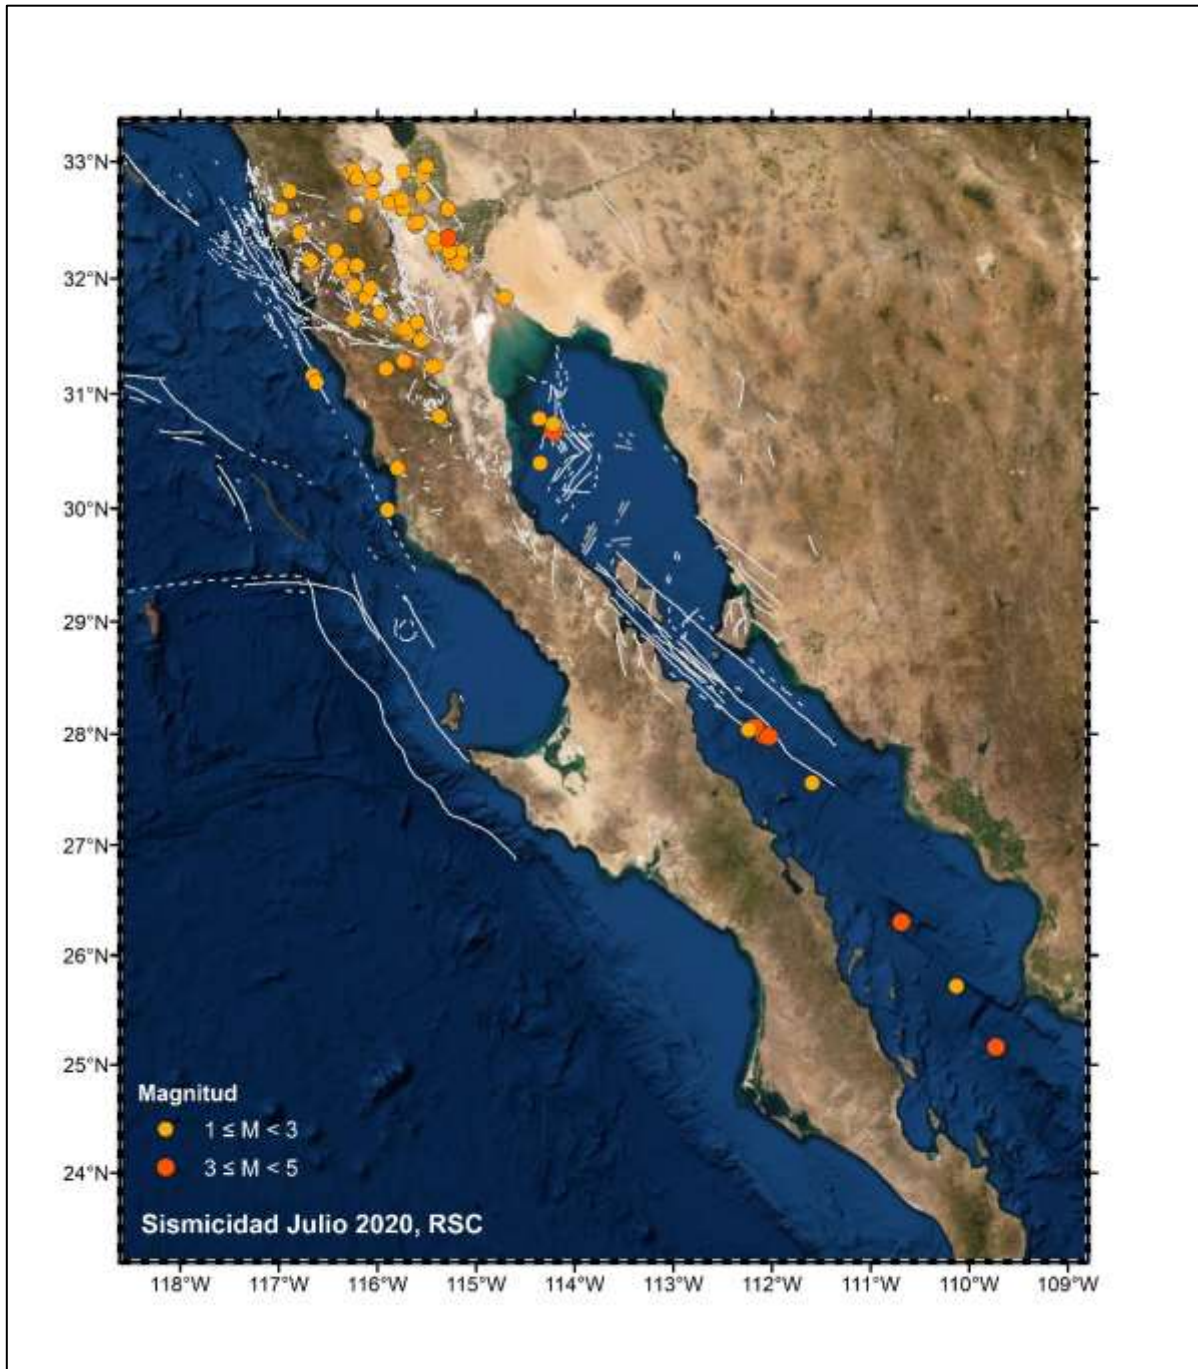 33°N
32°N
31°N
30°N
29°N
28°N
27°N
26°N
25°N
24°N
Magnitud
1 ≤ M < 3
3 ≤ M < 5
Sismicidad Julio 2020, RSC
118°W 117°W 116°W 115°W 114°W 113°W 112°W 111°W 110°W 109°W